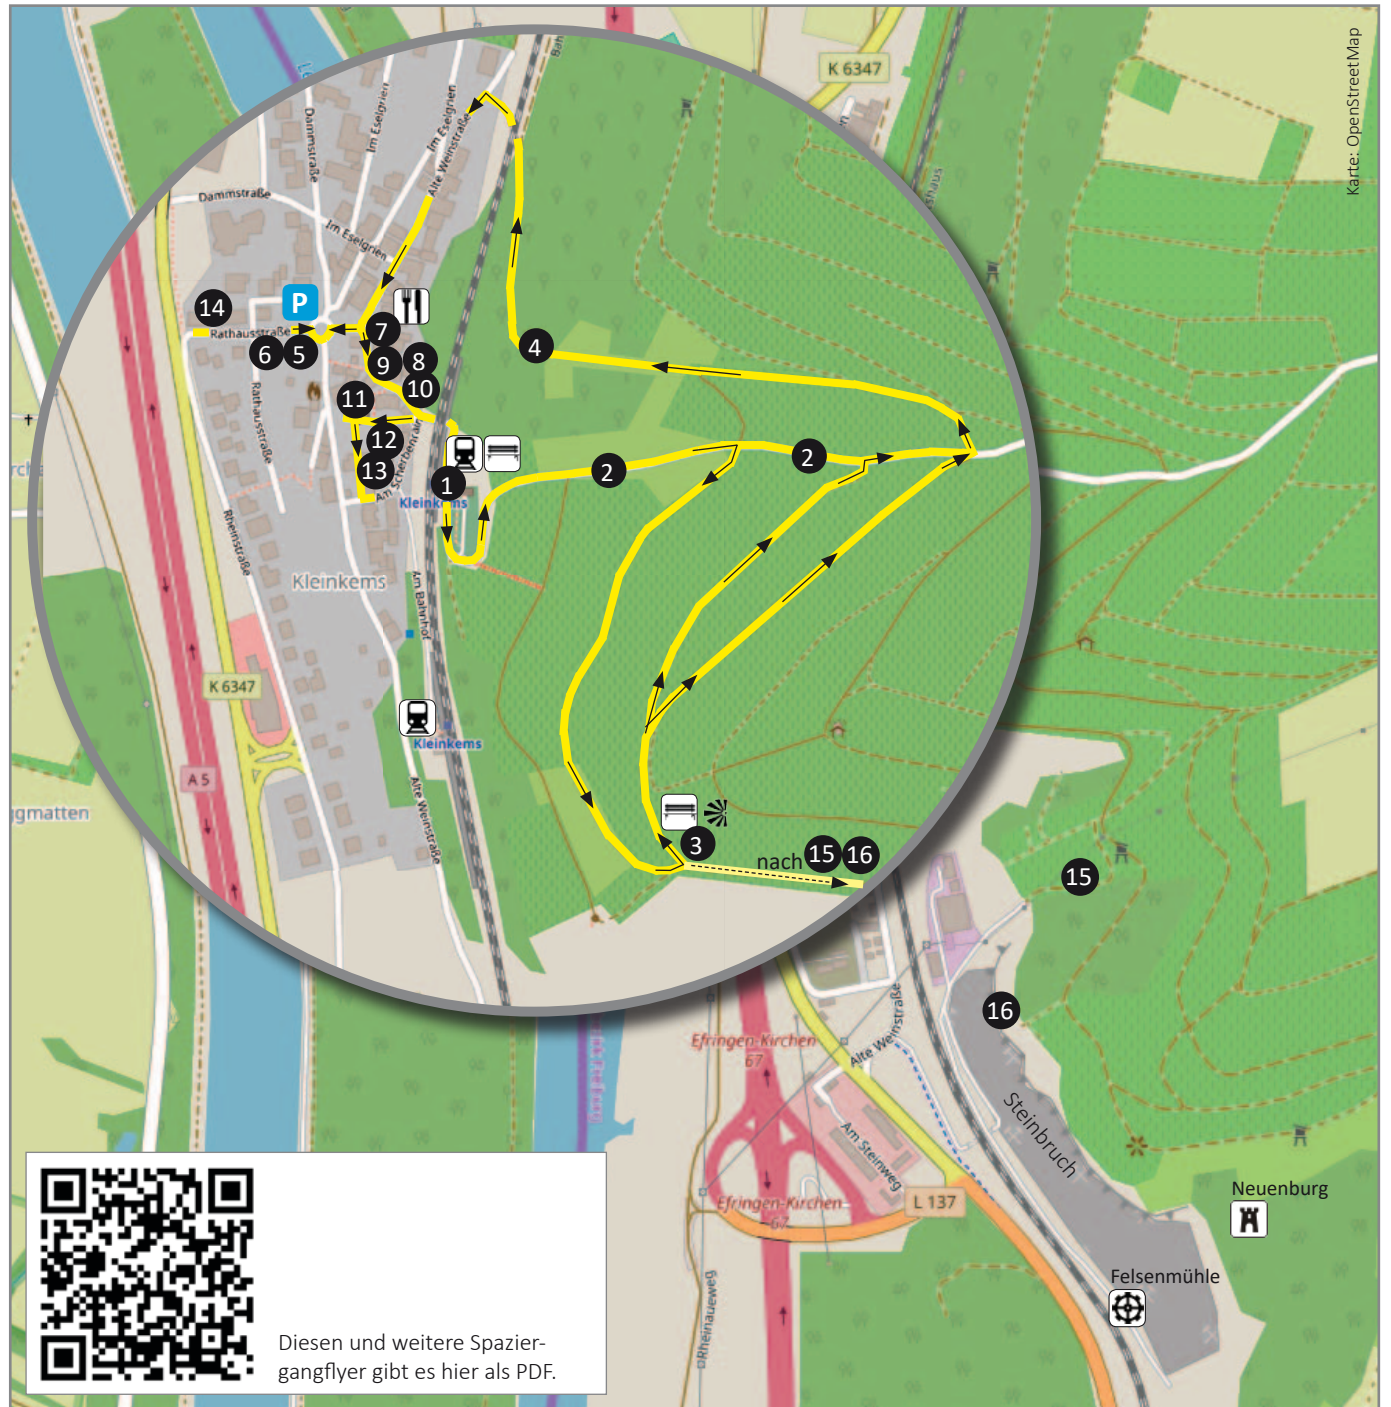 K 6347
Karte: OpenStreetMap
Im Eselgrien
Im Eselgrien
Alte Weinstraße
Dammstraße
Dammstraße
Im Eselgrien
14
P
Rathausstraße
7
6
5
9
8
4
10
11
12
13
Rathausstraße
Am Scherbenrain
1
2
2
Kleinkems
Rheinstraße
Kleinkems
Am Bahnhof
K 6347
Kleinkems
A 5
Alte Weinstraße
ggmatten
3
nach 15 16
15
16
Efringen-Kirchen
67
Alte Weinstraße
Steinbruch
Am Steinweg
L 137
Efringen-Kirchen
67
Rheinaueweg
Neuenburg
Felsenmühle
Diesen und weitere Spazier-
gangflyer gibt es hier als PDF.